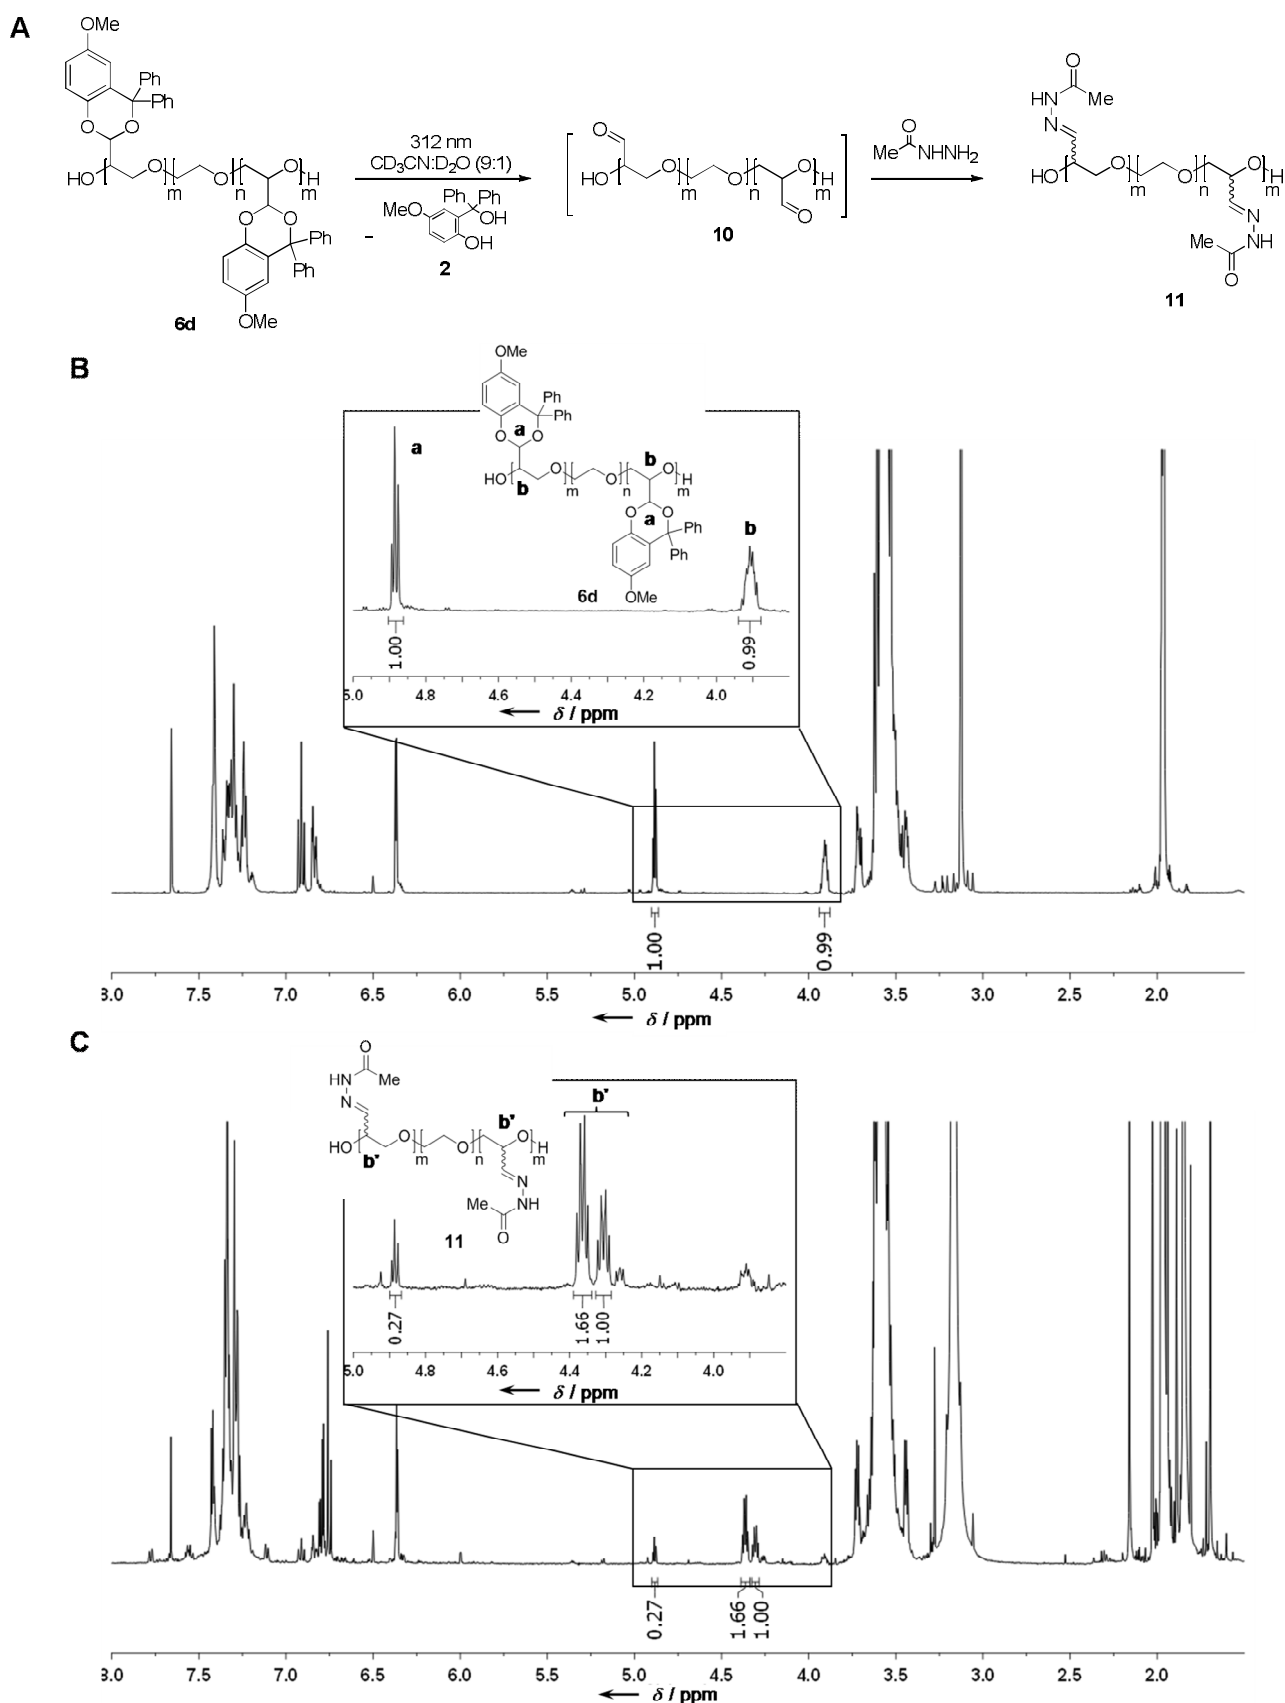 A
OMe
Ph
Ph
O
O
HO
O
m
O
n
O
H
m
O
O
Ph
Ph
OMe
6d
312 nm
CD3CN:D2O (9:1)
Ph Ph
MeO
OH
OH
-
2
O
HO
O
m
O
n
O
H
m
O
10
O
Me
NHNH2
O
HN
Me
N
HO
O
m
O
n
O
H
m
N
Me
NH
O
11
B
OMe
Ph
Ph
O
a
O
a
b
HO
O
m
O
n
O
H
m
b
O
O
a
Ph
Ph
b
OMe
6d
1.00
0.99
5.0 4.8 4.6 4.4 4.2 4.0
δ / ppm
1.00
0.99
8.0 7.5 7.0 6.5 6.0 5.5 5.0 4.5 4.0 3.5 3.0 2.5 2.0
δ / ppm
C
O
HN
Me
N
b'
b'
HO
O
m
O
n
O
H
m
b'
N
Me
NH
O
11
0.27
1.66
1.00
5.0 4.8 4.6 4.4 4.2 4.0
δ / ppm
0.27
1.66
1.00
8.0 7.5 7.0 6.5 6.0 5.5 5.0 4.5 4.0 3.5 3.0 2.5 2.0
δ / ppm